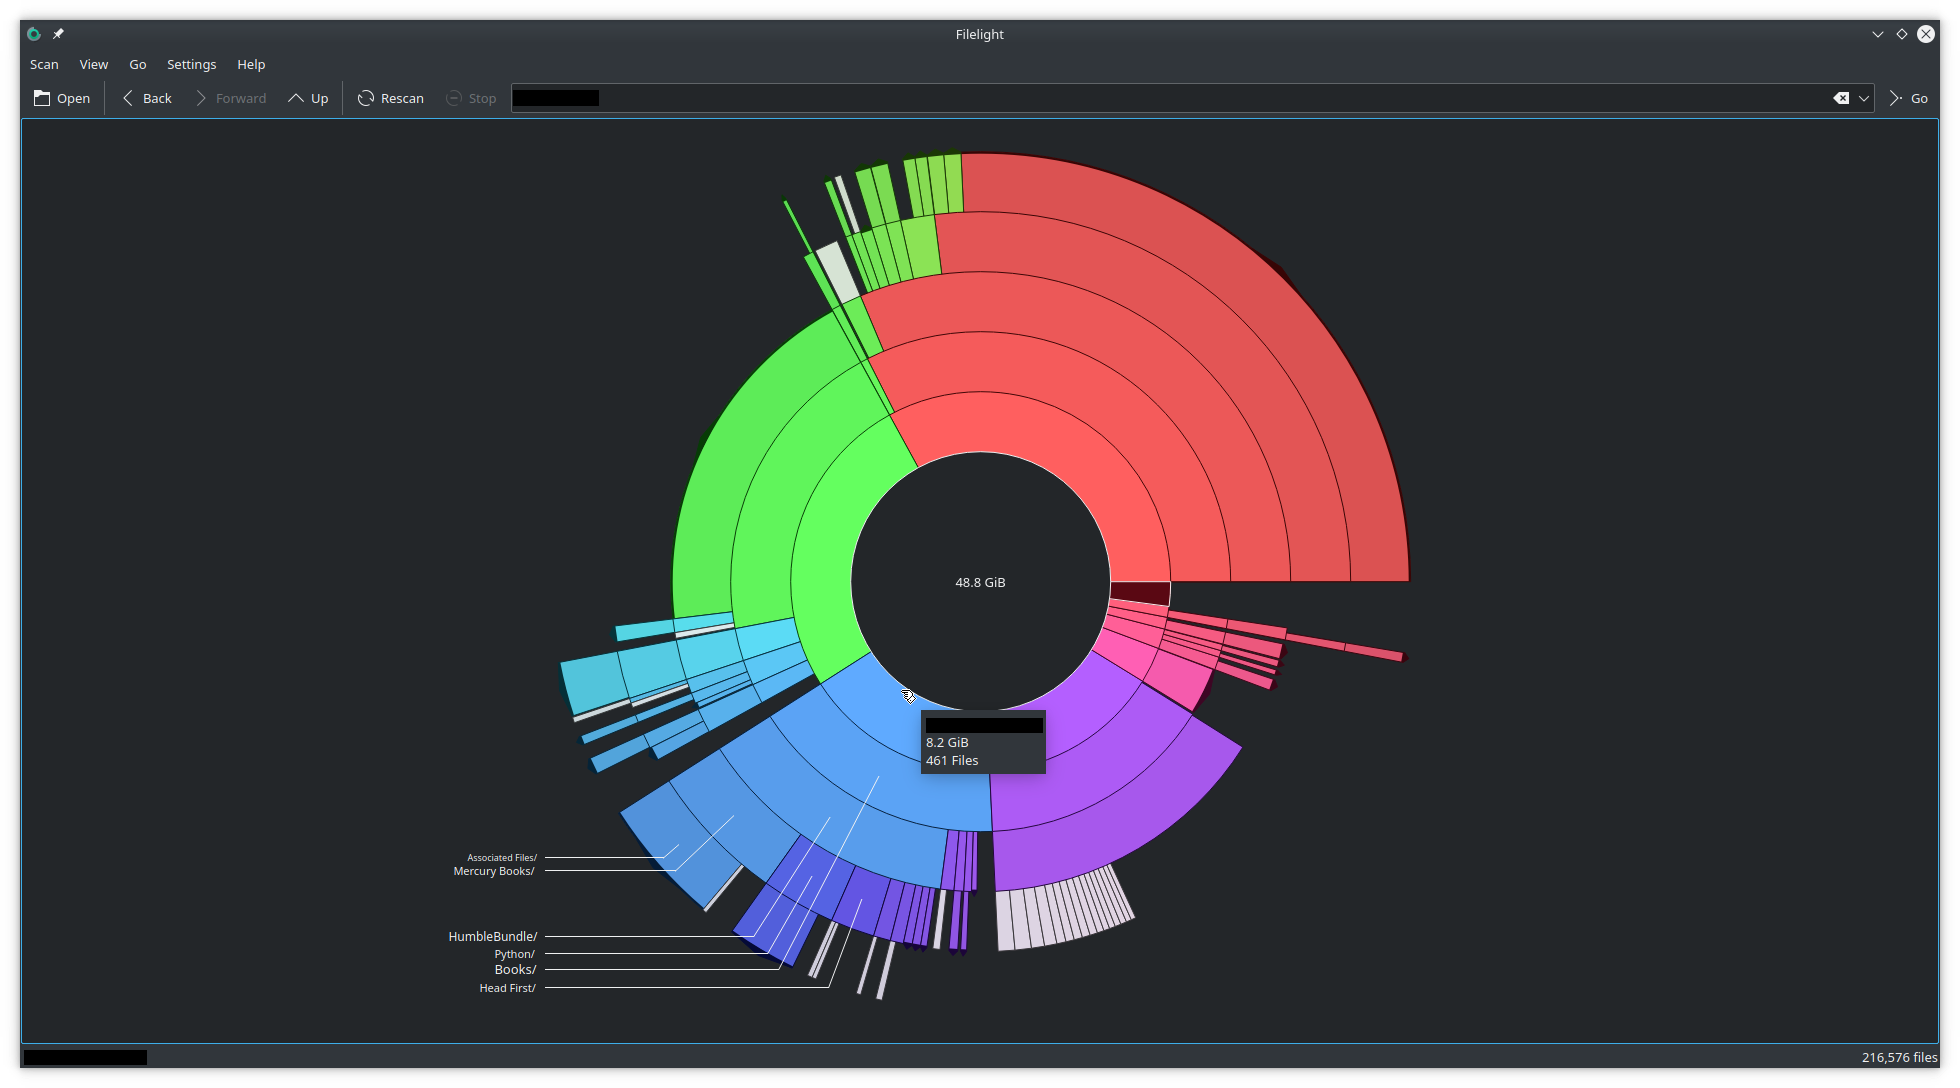 Filelight
Scan View Go Settings Help
Open Back Forward Up Rescan Stop Go
48.8 GiB
8.2 GiB
461 Files
Associated Files/
Mercury Books/
HumbleBundle/
Python/
Books/
Head First/
216,576 files